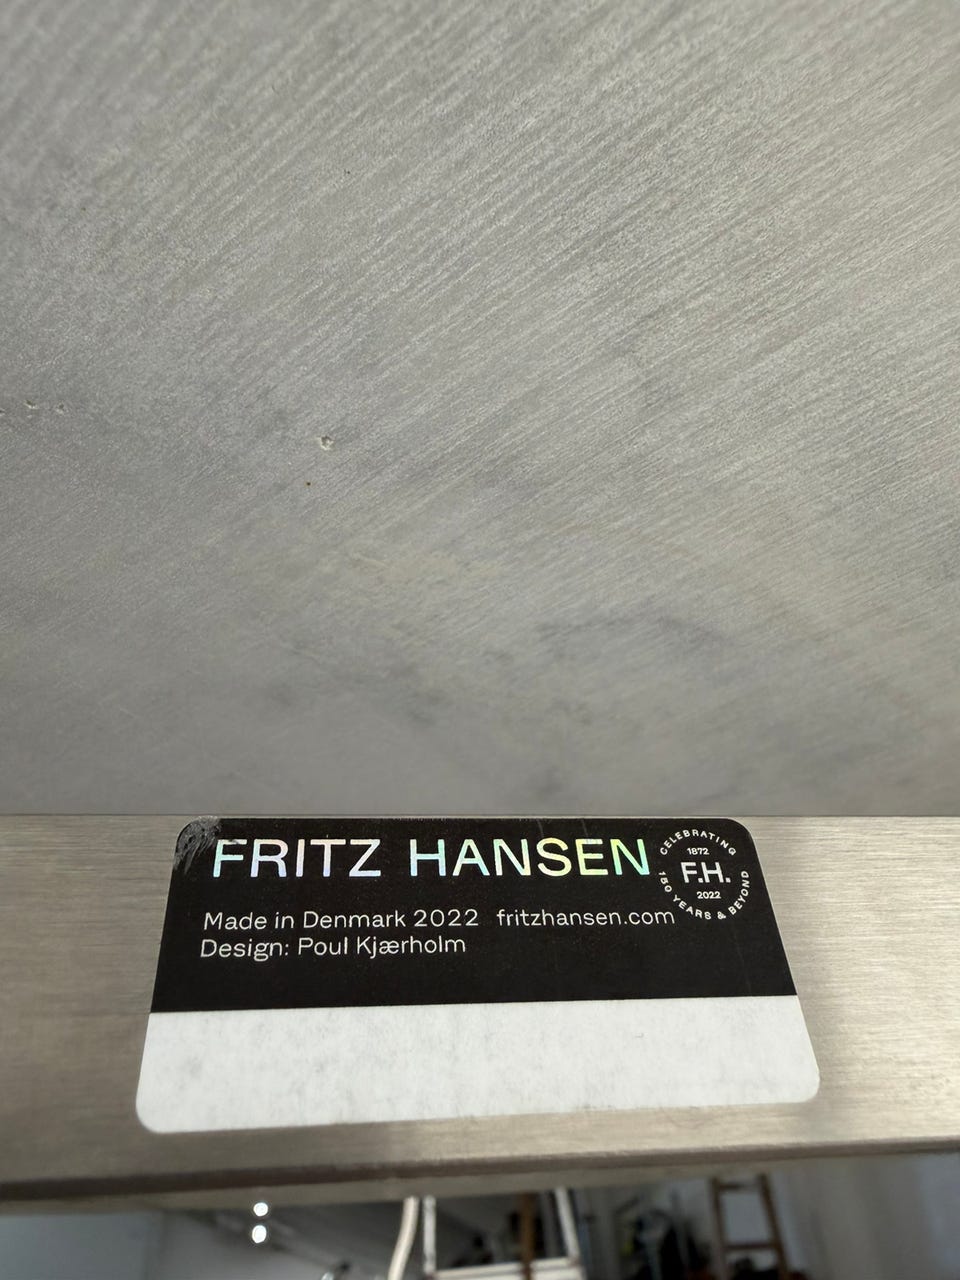 FRITZ HANSEN
Made in Denmark 2022 fritzhansen.com
Design: Poul Kjærholm
CELEBRATING
1872
F.H.
2022
150 YEARS & BEYOND